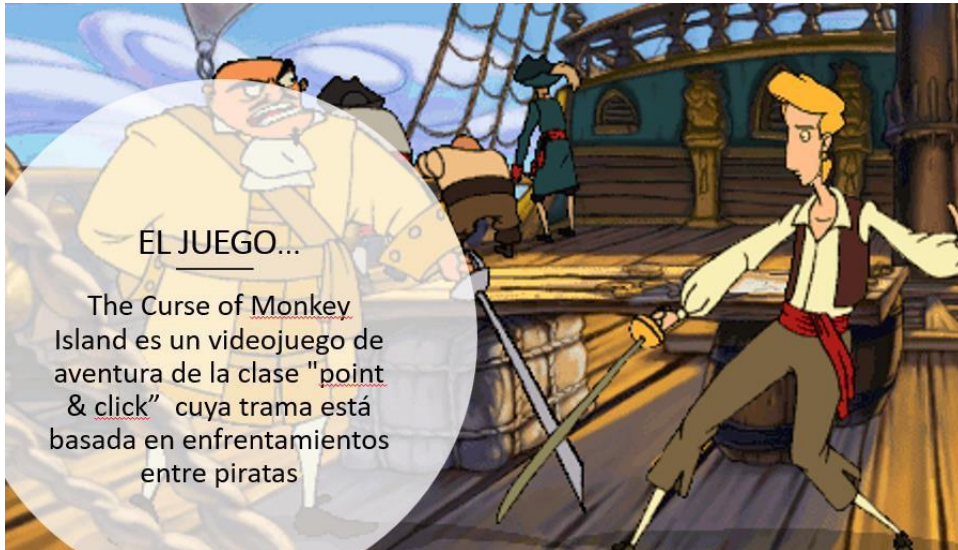 EL JUEGO...
The Curse of Monkey
Island es un videojuego de
aventura de la clase "point
& click”  cuya trama está
basada en enfrentamientos
entre piratas